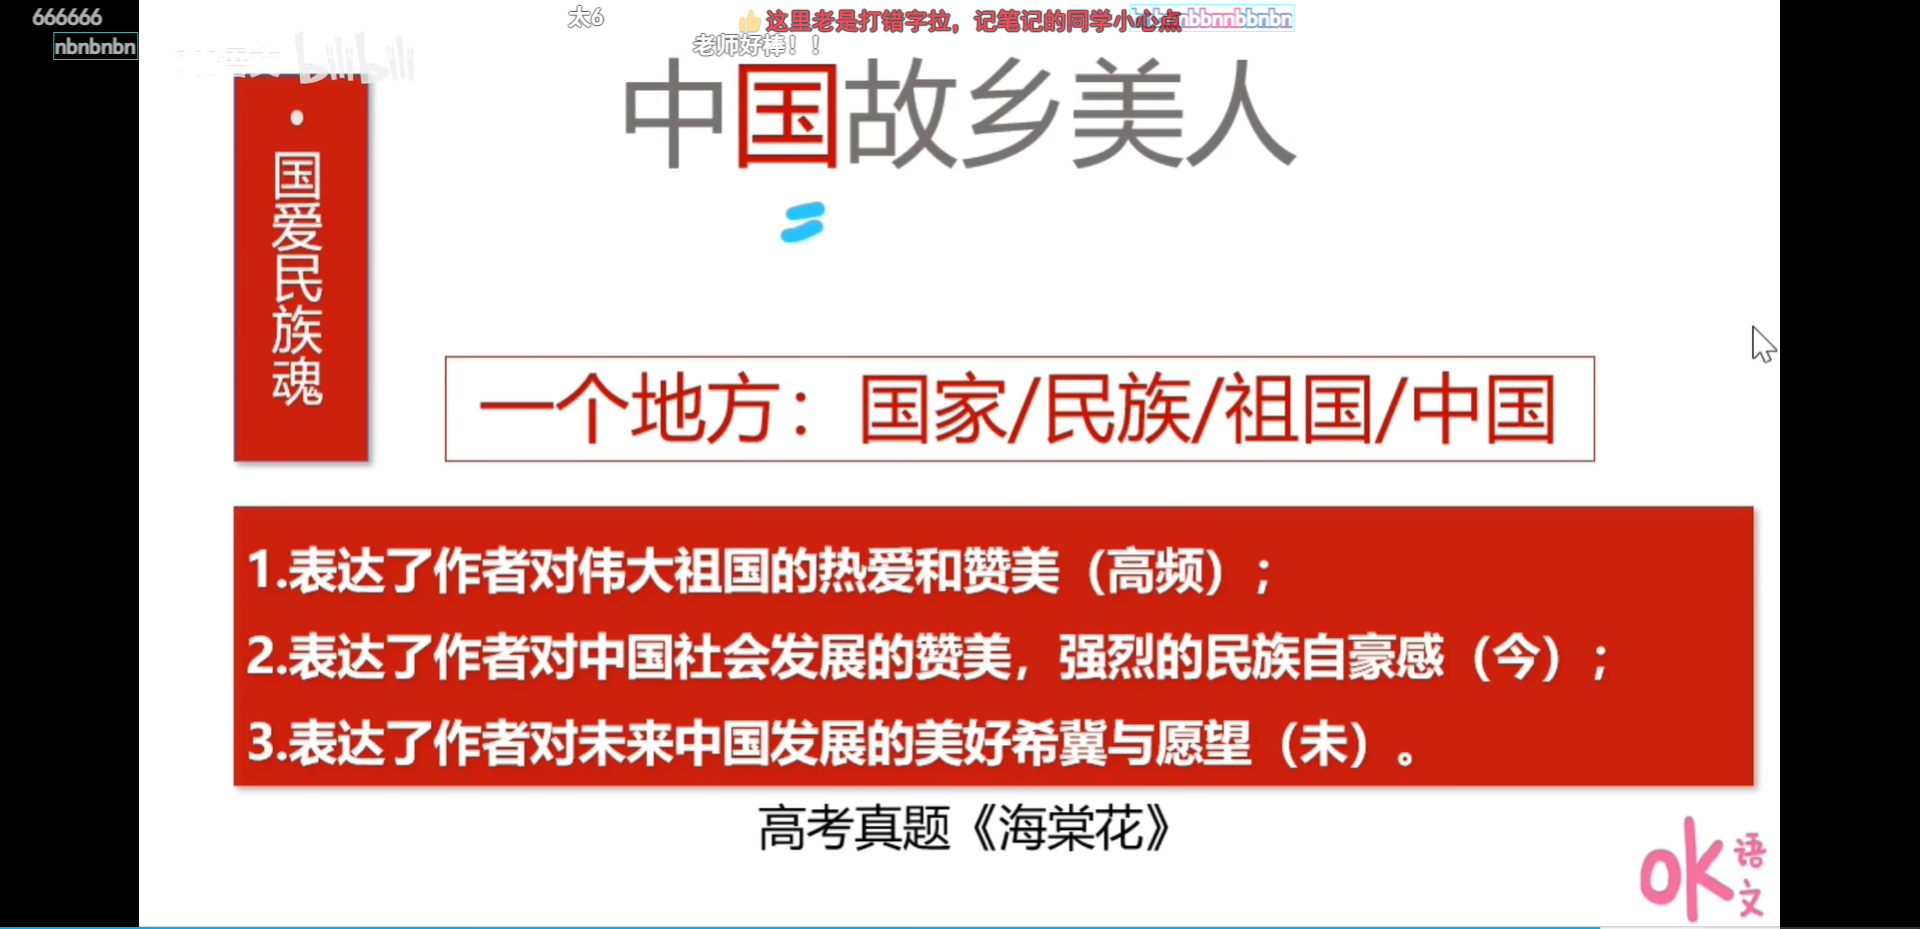 666666
太6
这里老是打错字拉，记笔记的同学小心点
nbnbnbn
老师好棒！！
bilibili
中国故乡美人
·国爱民族魂
一个地方：国家/民族/祖国/中国
1.表达了作者对伟大祖国的热爱和赞美（高频）；
2.表达了作者对中国社会发展的赞美，强烈的民族自豪感（今）；
3.表达了作者对未来中国发展的美好希冀与愿望（未）。
高考真题《海棠花》
ok语文